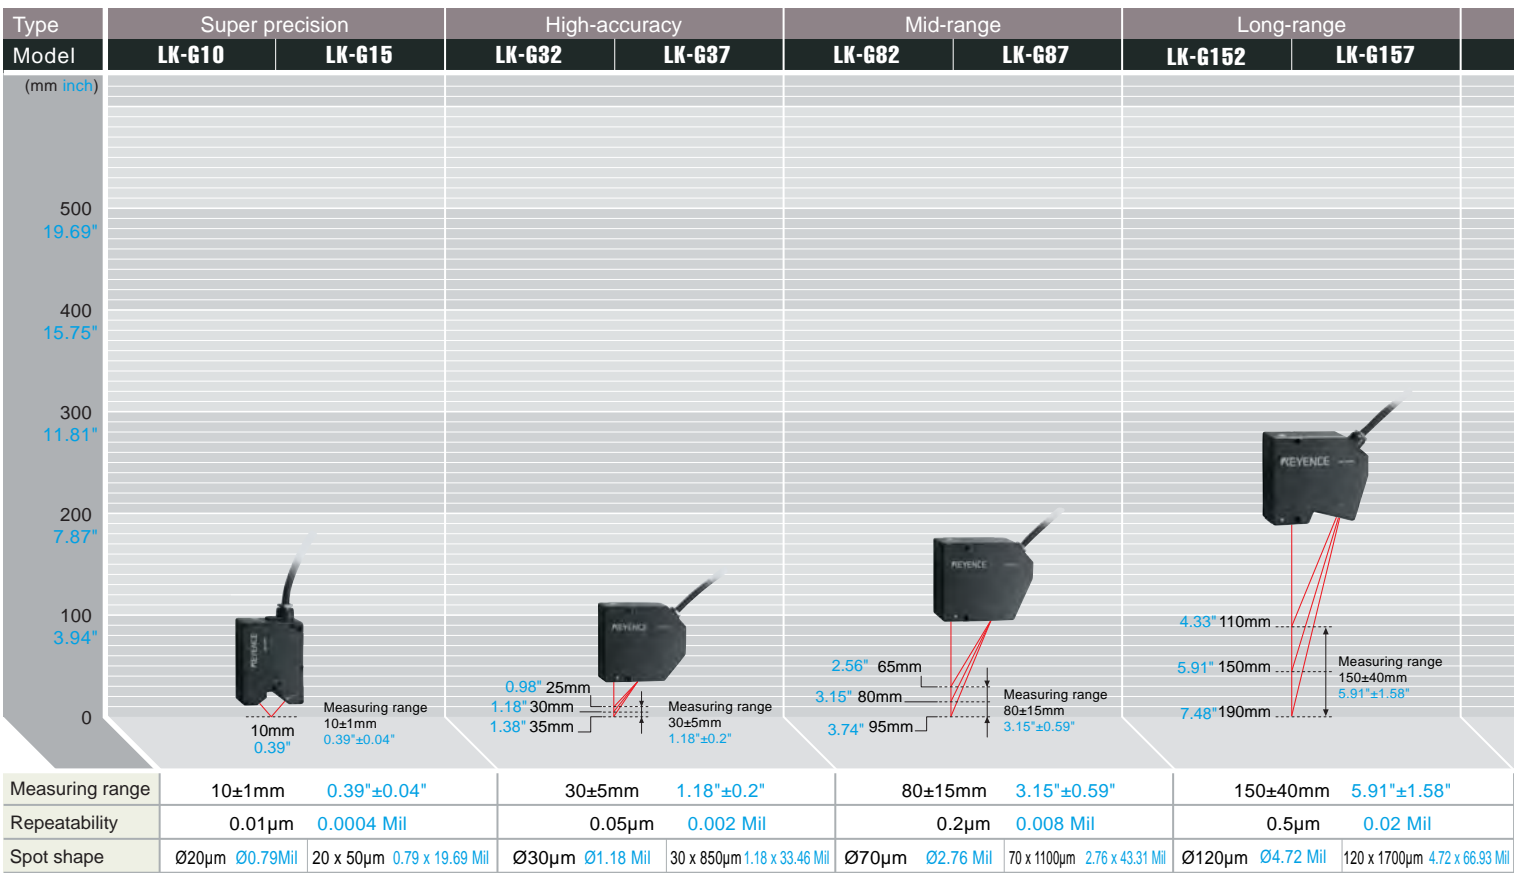 Type Super precision High-accuracy Mid-range Long-range
Model LK-G10 LK-G15 LK-G32 LK-G37 LK-G82 LK-G87 LK-G152 LK-G157
(mm inch)
500
19.69"
400
15.75"
300
11.81"
200
7.87"
100
3.94"
0
KEYENCE
10mm
0.39"
Measuring range
10±1mm
0.39"±0.04"
KEYENCE
0.98" 25mm
1.18" 30mm
1.38" 35mm
Measuring range
30±5mm
1.18"±0.2"
KEYENCE
2.56" 65mm
3.15" 80mm
3.74" 95mm
Measuring range
80±15mm
3.15"±0.59"
KEYENCE
4.33" 110mm
5.91" 150mm
7.48" 190mm
Measuring range
150±40mm
5.91"±1.58"
Measuring range 10±1mm 0.39"±0.04" 30±5mm 1.18"±0.2" 80±15mm 3.15"±0.59" 150±40mm 5.91"±1.58"
Repeatability 0.01µm 0.0004 Mil 0.05µm 0.002 Mil 0.2µm 0.008 Mil 0.5µm 0.02 Mil
Spot shape Ø20µm Ø0.79Mil 20 x 50µm 0.79 x 19.69 Mil Ø30µm Ø1.18 Mil 30 x 850µm 1.18 x 33.46 Mil Ø70µm Ø2.76 Mil 70 x 1100µm 2.76 x 43.31 Mil Ø120µm Ø4.72 Mil 120 x 1700µm 4.72 x 66.93 Mil